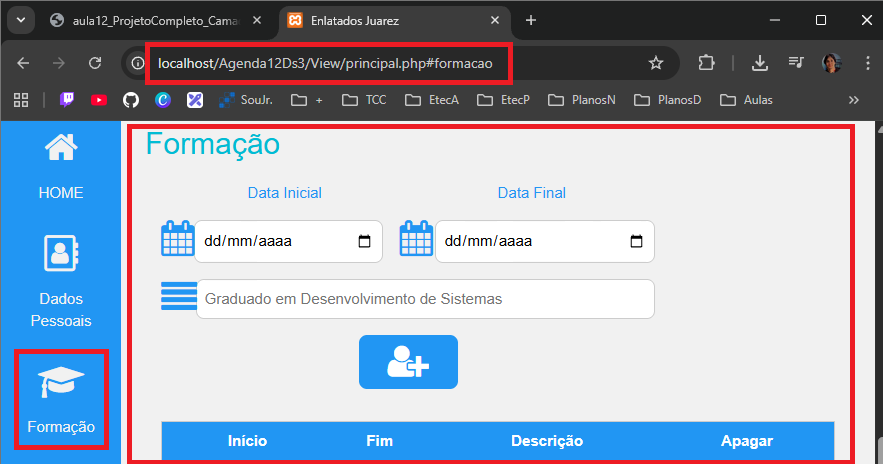 aula12_ProjetoCompleto_Cama
Enlatados Juarez
localhost/Agenda12Ds3/View/principal.php#formacao
SouJr.
+
TCC
EtecA
EtecP
PlanosN
PlanosD
Aulas
HOME
Dados
Pessoais
Formação
Formação
Data Inicial
Data Final
dd/mm/aaaa
dd/mm/aaaa
Graduado em Desenvolvimento de Sistemas
Início
Fim
Descrição
Apagar